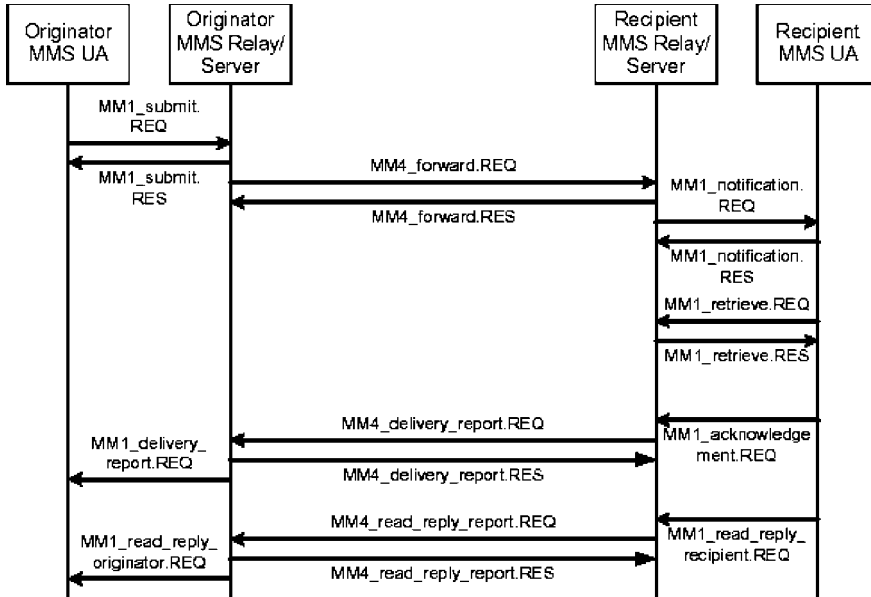 Originator
MMS UA
Originator
MMS Relay/
Server
Recipient
MMS Relay/
Server
Recipient
MMS UA
MM1_submit.
REQ
MM1_submit.
RES
MM4_forward.REQ
MM4_forward.RES
MM1_notification.
REQ
MM1_notification.
RES
MM1_retrieve.REQ
MM1_retrieve.RES
MM1_acknowledge
ment.REQ
MM4_delivery_report.REQ
MM4_delivery_report.RES
MM1_delivery_
report.REQ
MM1_read_reply_
recipient.REQ
MM4_read_reply_report.REQ
MM4_read_reply_report.RES
MM1_read_reply_
originator.REQ